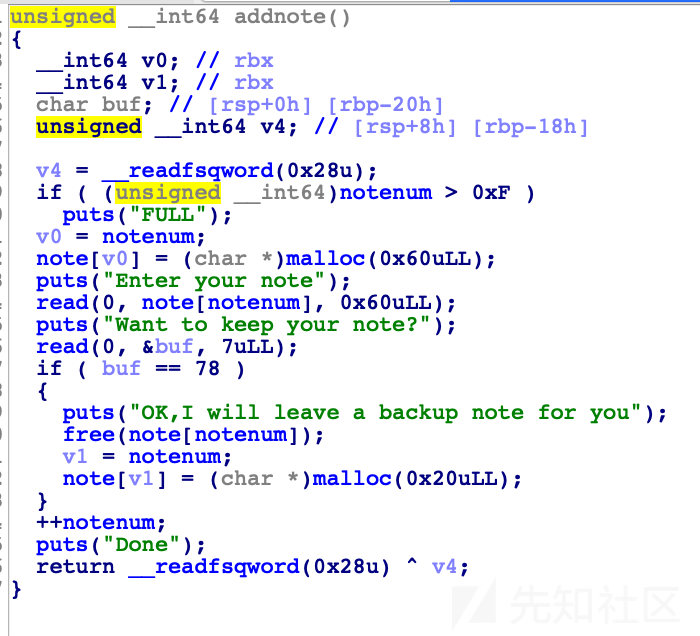 unsigned __int64 addnote()
{
  __int64 v0; // rbx
  __int64 v1; // rbx
  char buf; // [rsp+0h] [rbp-20h]
  unsigned __int64 v4; // [rsp+8h] [rbp-18h]

  v4 = __readfsqword(0x28u);
  if ( (unsigned __int64)notenum > 0xF )
    puts("FULL");
  v0 = notenum;
  note[v0] = (char *)malloc(0x60uLL);
  puts("Enter your note");
  read(0, note[notenum], 0x60uLL);
  puts("Want to keep your note?");
  read(0, &buf, 7uLL);
  if ( buf == 78 )
  {
    puts("OK,I will leave a backup note for you");
    free(note[notenum]);
    v1 = notenum;
    note[v1] = (char *)malloc(0x20uLL);
  }
  ++notenum;
  puts("Done");
  return __readfsqword(0x28u) ^ v4;
}
先知社区